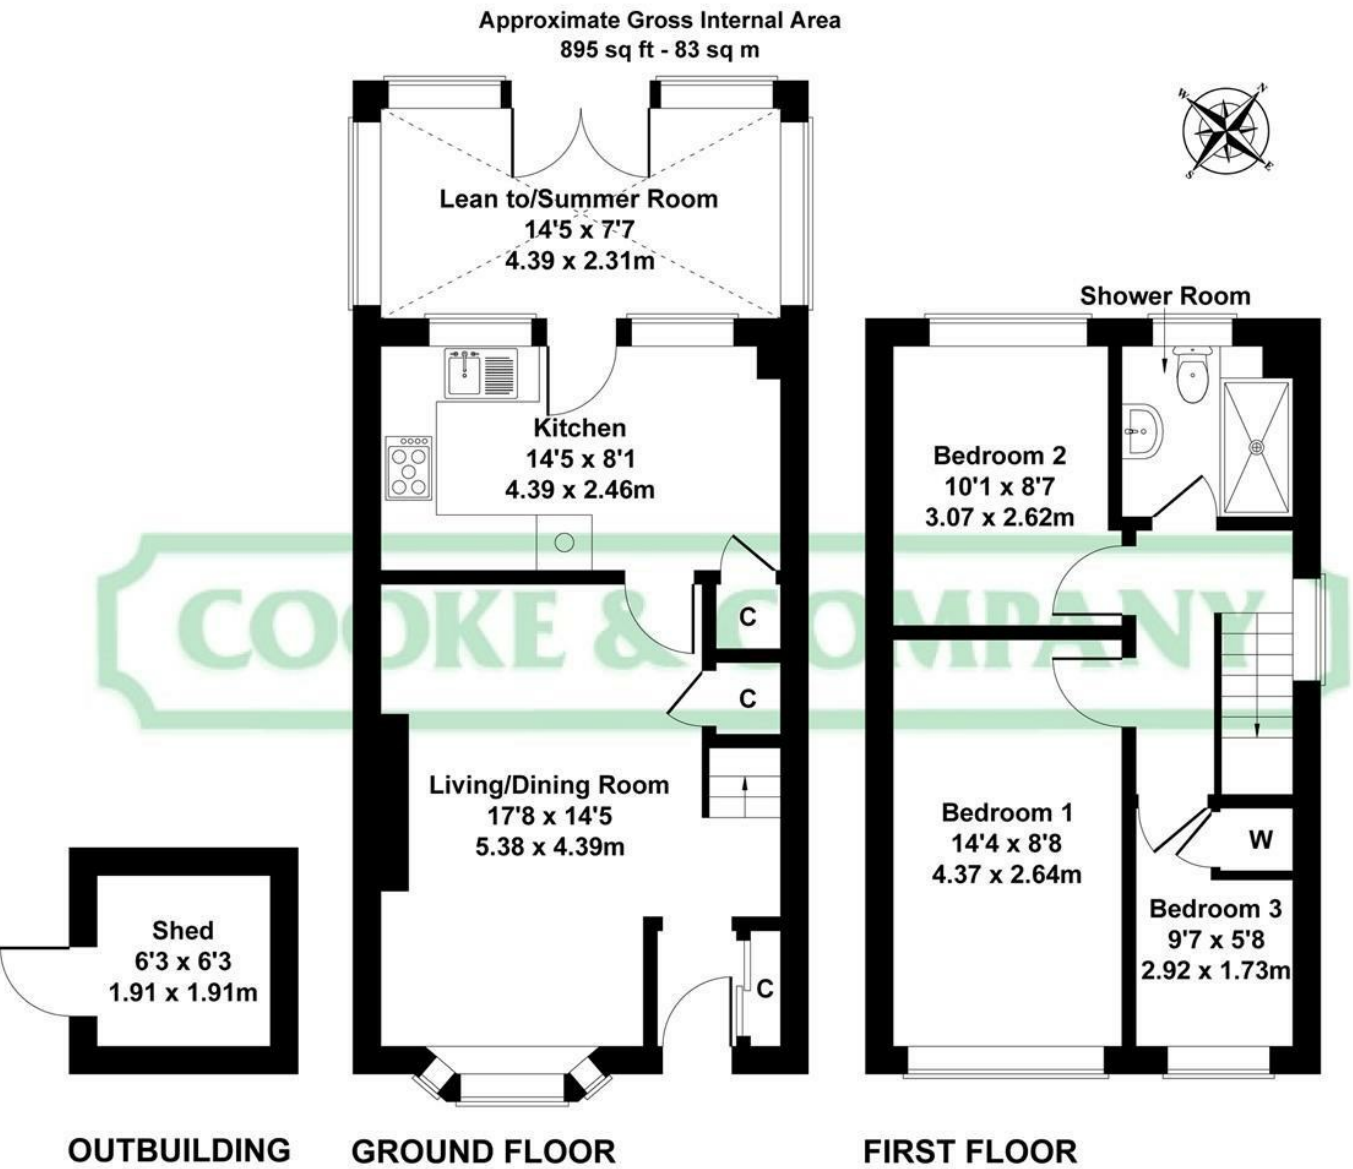 Approximate Gross Internal Area
895 sq ft - 83 sq m
N
W
E
S
Lean to/Summer Room
14'5 x 7'7
4.39 x 2.31m
Kitchen
14'5 x 8'1
4.39 x 2.46m
C
C
Living/Dining Room
17'8 x 14'5
5.38 x 4.39m
C
Shower Room
Bedroom 2
10'1 x 8'7
3.07 x 2.62m
Bedroom 1
14'4 x 8'8
4.37 x 2.64m
W
Bedroom 3
9'7 x 5'8
2.92 x 1.73m
Shed
6'3 x 6'3
1.91 x 1.91m
COOKE & COMPANY
OUTBUILDING
GROUND FLOOR
FIRST FLOOR